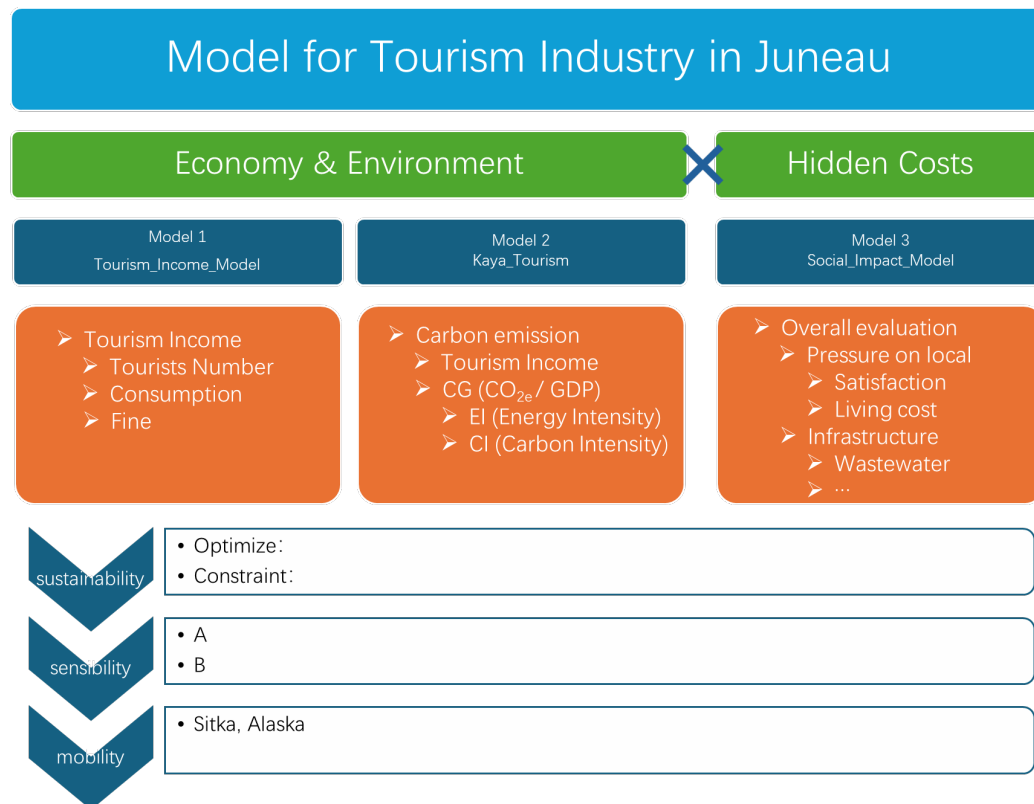 Model for Tourism Industry in Juneau
Economy & Environment
Hidden Costs
Model 1
Tourism_Income_Model
Model 2
Kaya_Tourism
Model 3
Social_Impact_Model
Tourism Income
Tourists Number
Consumption
Fine
Carbon emission
Tourism Income
CG (CO₂ₑ / GDP)
EI (Energy Intensity)
CI (Carbon Intensity)
Overall evaluation
Pressure on local
Satisfaction
Living cost
Infrastructure
Wastewater
...
sustainability
• Optimize:
• Constraint:
sensibility
• A
• B
mobility
• Sitka, Alaska